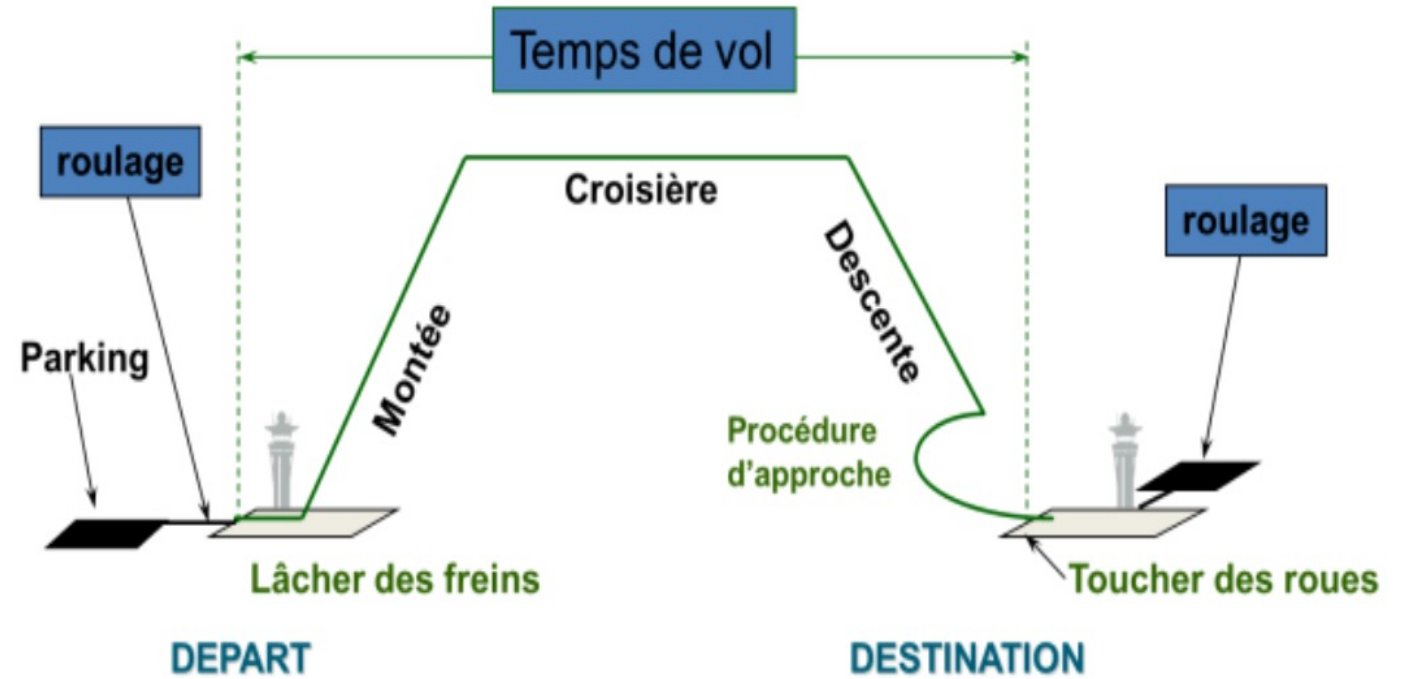 Temps de vol
roulage
Croisière
roulage
Descente
Montée
Parking
Procédure
d'approche
Lâcher des freins
Toucher des roues
DEPART
DESTINATION